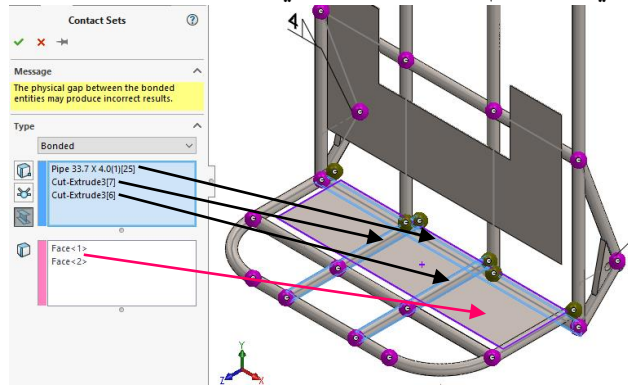 Contact Sets
Message
The physical gap between the bonded
entities may produce incorrect results.
Type
Bonded
Pipe 33.7 X 4.0(1)[25]
Cut-Extrude3[7]
Cut-Extrude3[6]
Face<1>
Face<2>
4
Y
Z
X